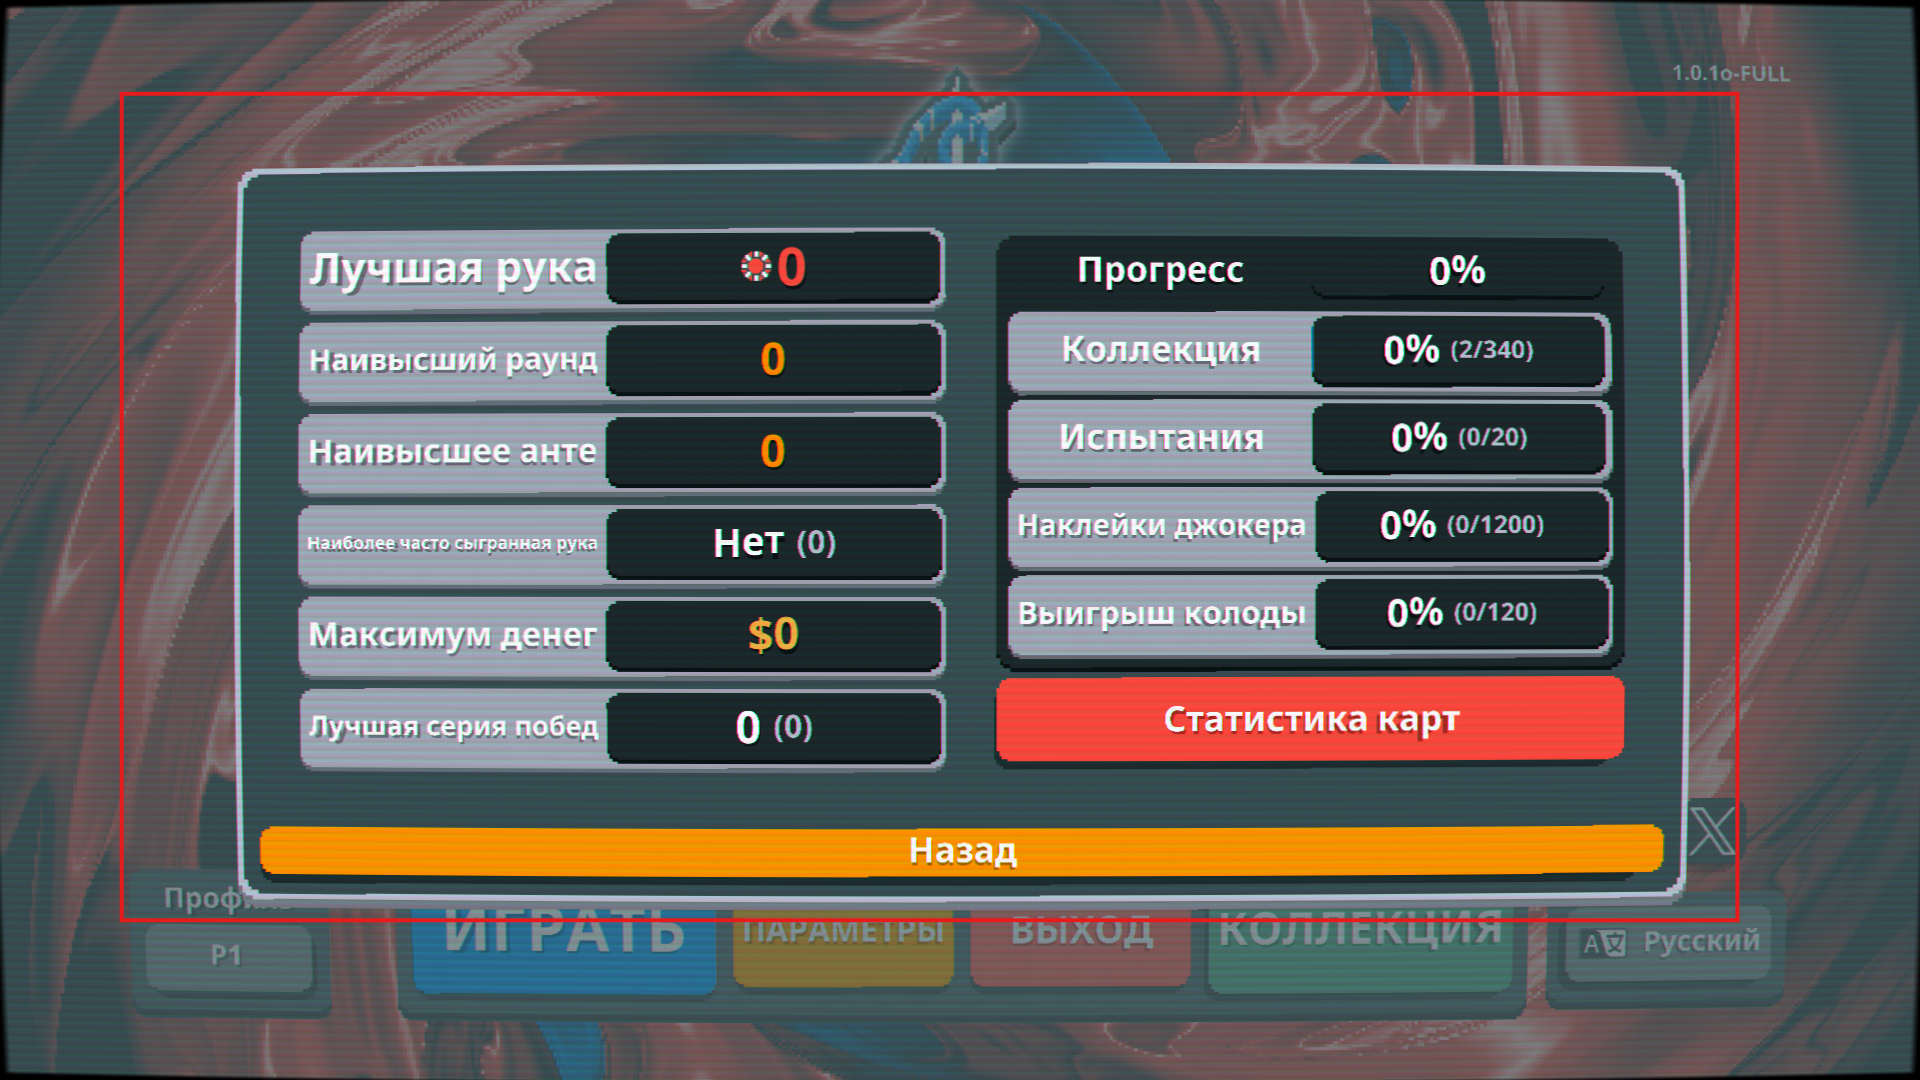 1.0.1o-FULL
Лучшая рука 0
Наивысший раунд 0
Наивысшее анте 0
Наиболее часто сыгранная рука Нет (0)
Максимум денег $0
Лучшая серия побед 0 (0)
Прогресс 0%
Коллекция 0% (2/340)
Испытания 0% (0/20)
Наклейки джокера 0% (0/1200)
Выигрыш колоды 0% (0/120)
Статистика карт
Назад
Профиль
P1
ИГРАТЬ
ПАРАМЕТРЫ
ВЫХОД
КОЛЛЕКЦИЯ
Русский